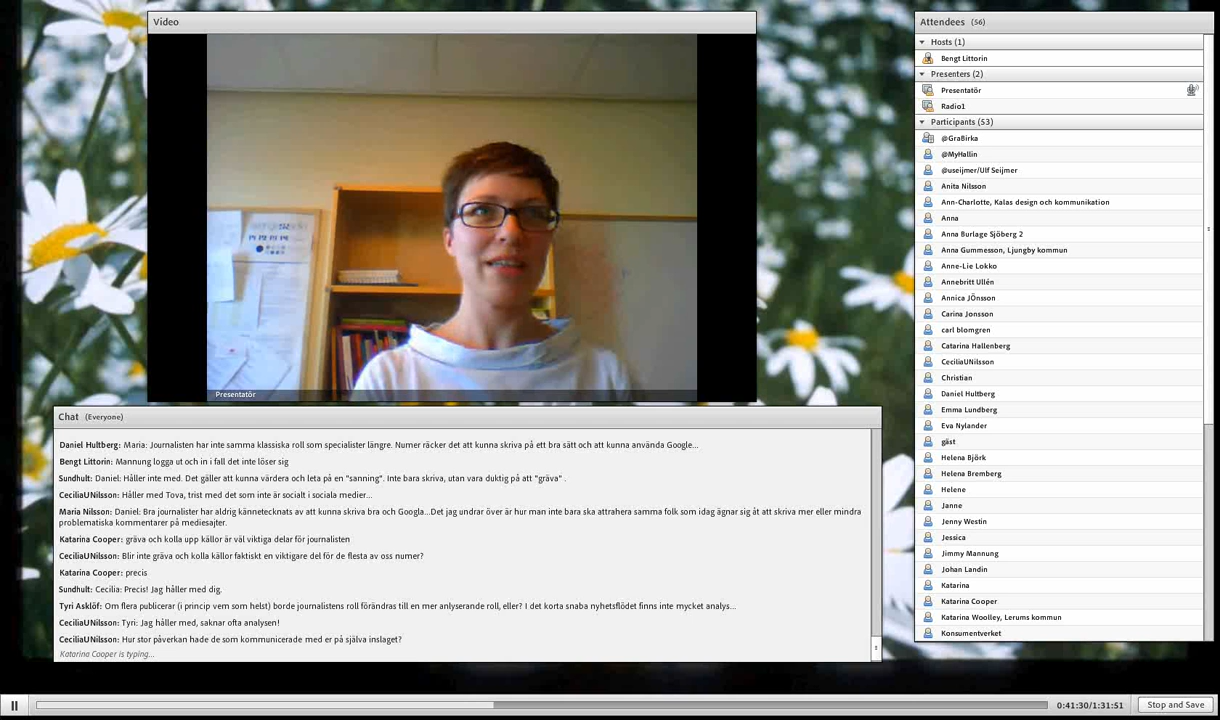 Video
Presentatör
Chat (Everyone)
Daniel Hultberg: Maria: Journalisten har inte samma klassiska roll som specialister längre. Numer räcker det att kunna skriva på ett bra sätt och att kunna använda Google...
Bengt Littorin: Mannung logga ut och in i fall det inte löser sig
Sundhult: Daniel: Håller inte med. Det gäller att kunna värdera och leta på en "sanning". Inte bara skriva, utan vara duktig på att "gräva" .
CeciliaUNilsson: Håller med Tova, trist med det som inte är socialt i sociala medier...
Maria Nilsson: Daniel: Bra journalister har aldrig kännetecknats av att kunna skriva bra och Googla...Det jag undrar över är hur man inte bara ska attrahera samma folk som idag ägnar sig åt att skriva mer eller mindre
problematiska kommentarer på mediesajter.
Katarina Cooper: gräva och kolla upp källor är väl viktiga delar för journalisten
CeciliaUNilsson: Blir inte gräva och kolla källor faktiskt en viktigare del för de flesta av oss numer?
Katarina Cooper: precis
Sundhult: Cecilia: Precis! Jag håller med dig.
Tyri Asklöf: Om flera publicerar (i princip vem som helst) borde journalistens roll förändras till en mer anlyserande roll, eller? I det korta snaba nyhetsflödet finns inte mycket analys...
CeciliaUNilsson: Tyri: Jag håller med, saknar ofta analysen!
CeciliaUNilsson: Hur stor påverkan hade de som kommunicerade med er på själva inslaget?
Katarina Cooper is typing...
Attendees (56)
Hosts (1)
Bengt Littorin
Presenters (2)
Presentatör
Radio1
Participants (53)
@GraBirka
@MyHallin
@useijmer/Ulf Seijmer
Anita Nilsson
Ann-Charlotte, Kalas design och kommunikation
Anna
Anna Burlage Sjöberg 2
Anna Gummesson, Ljungby kommun
Anne-Lie Lokko
Annebritt Ullén
Annica JÖnsson
Carina Jonsson
carl blomgren
Catarina Hallenberg
CeciliaUNilsson
Christian
Daniel Hultberg
Emma Lundberg
Eva Nylander
gäst
Helena Björk
Helena Bremberg
Helene
Janne
Jenny Westin
Jessica
Jimmy Mannung
Johan Landin
Katarina
Katarina Cooper
Katarina Woolley, Lerums kommun
Konsumentverket
0:41:30/1:31:51
Stop and Save